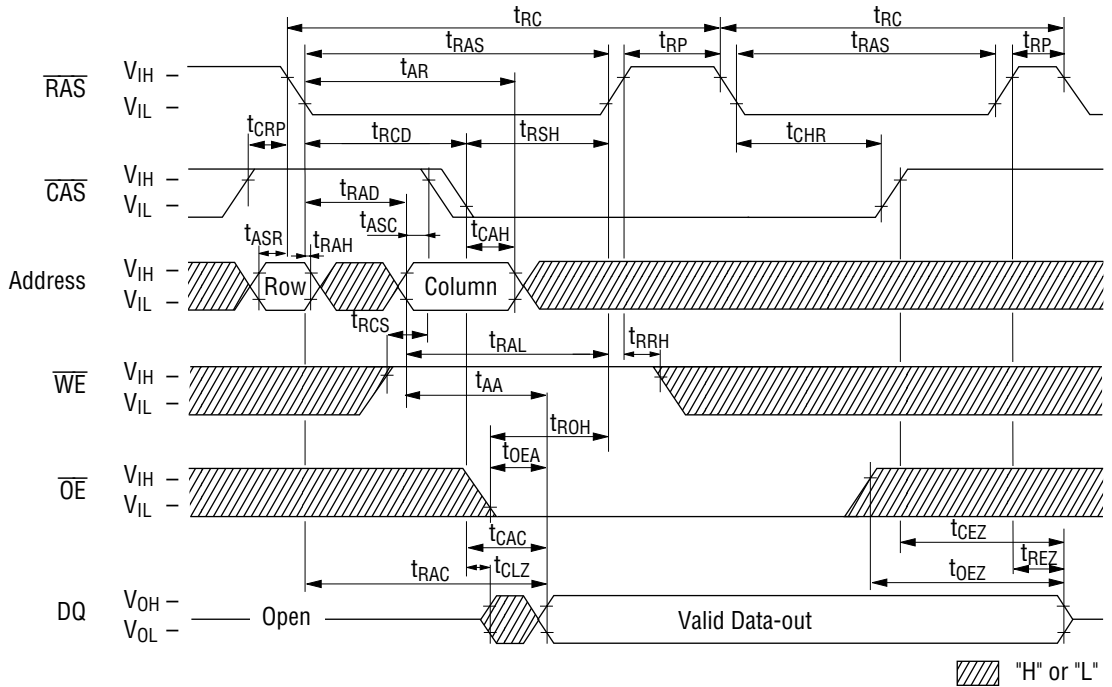 tRC tRC
tRAS tRP tRAS tRP
tAR
RAS VIH –
VIL –
tCRP tRCD tRSH tCHR
CAS VIH –
VIL –
tRAD
tASC tCAH
tASR tRAH
Address VIH –
VIL –
Row Column
tRCS tRAL tRRH
WE VIH –
VIL –
tAA
tROH
tOEA
OE VIH –
VIL –
tCAC tCEZ
tRAC tCLZ tREZ
tOEZ
DQ VOH –
VOL –
Open Valid Data-out
"H" or "L"